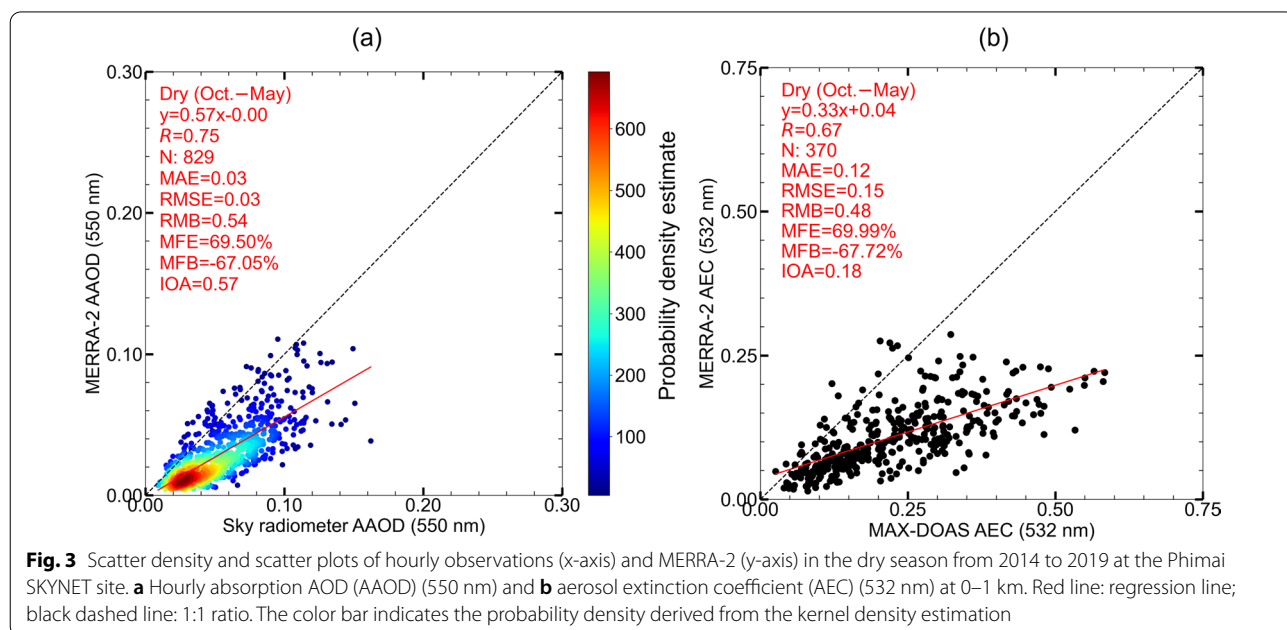 (a)
0.30
0.20
0.10
0.00
0.00
0.10
0.20
0.30
MERRA-2 AAOD (550 nm)
Sky radiometer AAOD (550 nm)
Dry (Oct.−May)
y=0.57x-0.00
R=0.75
N: 829
MAE=0.03
RMSE=0.03
RMB=0.54
MFE=69.50%
MFB=-67.05%
IOA=0.57
600
500
400
300
200
100
Probability density estimate
(b)
0.75
0.50
0.25
0.00
0.00
0.25
0.50
0.75
MERRA-2 AEC (532 nm)
MAX-DOAS AEC (532 nm)
Dry (Oct.−May)
y=0.33x+0.04
R=0.67
N: 370
MAE=0.12
RMSE=0.15
RMB=0.48
MFE=69.99%
MFB=-67.72%
IOA=0.18
Fig. 3 Scatter density and scatter plots of hourly observations (x-axis) and MERRA-2 (y-axis) in the dry season from 2014 to 2019 at the Phimai
SKYNET site. a Hourly absorption AOD (AAOD) (550 nm) and b aerosol extinction coefficient (AEC) (532 nm) at 0–1 km. Red line: regression line;
black dashed line: 1:1 ratio. The color bar indicates the probability density derived from the kernel density estimation